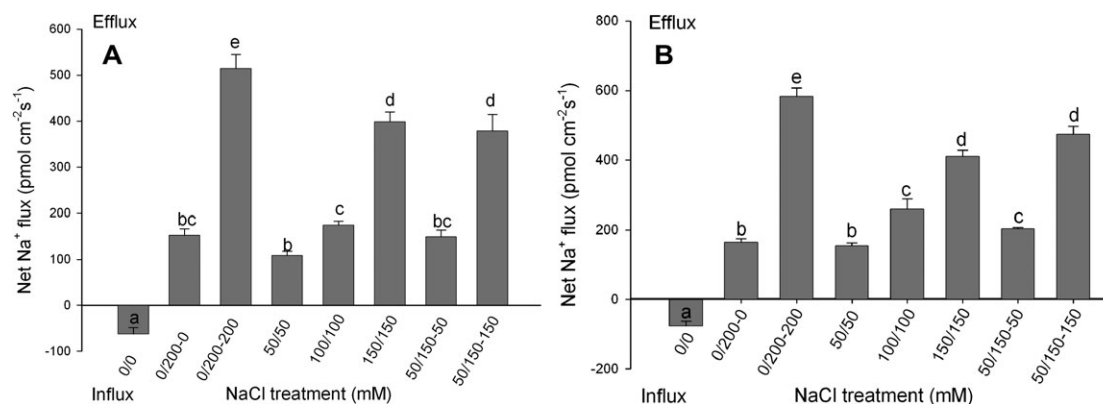 Efflux
A
600
500
400
300
200
100
0
-100
Net Na⁺ flux (pmol cm⁻²s⁻¹)
a
bc
e
b
c
d
bc
d
0/0
0/200-0
0/200-200
50/50
100/100
150/150
50/150-50
50/150-150
Influx
NaCl treatment (mM)
Efflux
B
800
600
400
200
0
-200
Net Na⁺ flux (pmol cm⁻²s⁻¹)
a
b
e
b
c
d
c
d
0/0
0/200-0
0/200-200
50/50
100/100
150/150
50/150-50
50/150-150
Influx
NaCl treatment (mM)